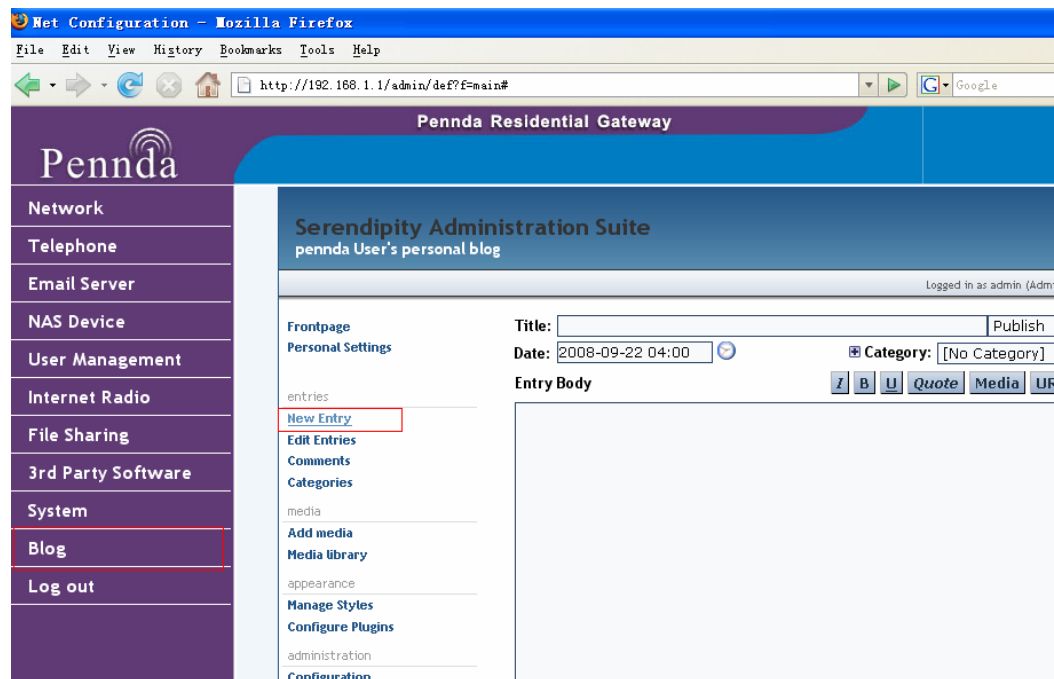 Net Configuration - Mozilla Firefox
File Edit View History Bookmarks Tools Help
http://192.168.1.1/admin/def?f=main#
G Google
Pennda Residential Gateway
Pennda
Network
Telephone
Email Server
NAS Device
User Management
Internet Radio
File Sharing
3rd Party Software
System
Blog
Log out
Serendipity Administration Suite
pennda User's personal blog
Logged in as admin (Adm
Frontpage
Personal Settings
entries
New Entry
Edit Entries
Comments
Categories
media
Add media
Media library
appearance
Manage Styles
Configure Plugins
administration
Configuration
Title: Publish
Date: 2008-09-22 04:00 Category: [No Category]
Entry Body I B U Quote Media UR